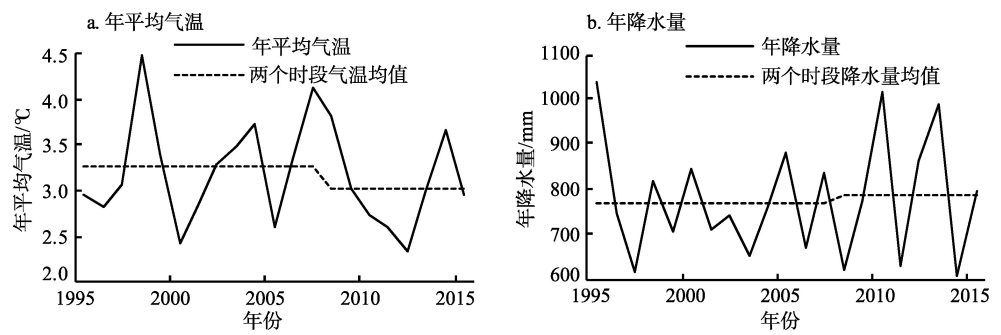 a. 年平均气温
年平均气温
两个时段气温均值
4.5
4.0
3.5
3.0
2.5
2.0
年平均气温/℃
1995 2000 2005 2010 2015
年份
b. 年降水量
年降水量
两个时段降水量均值
1100
1000
900
800
700
600
年降水量/mm
1995 2000 2005 2010 2015
年份